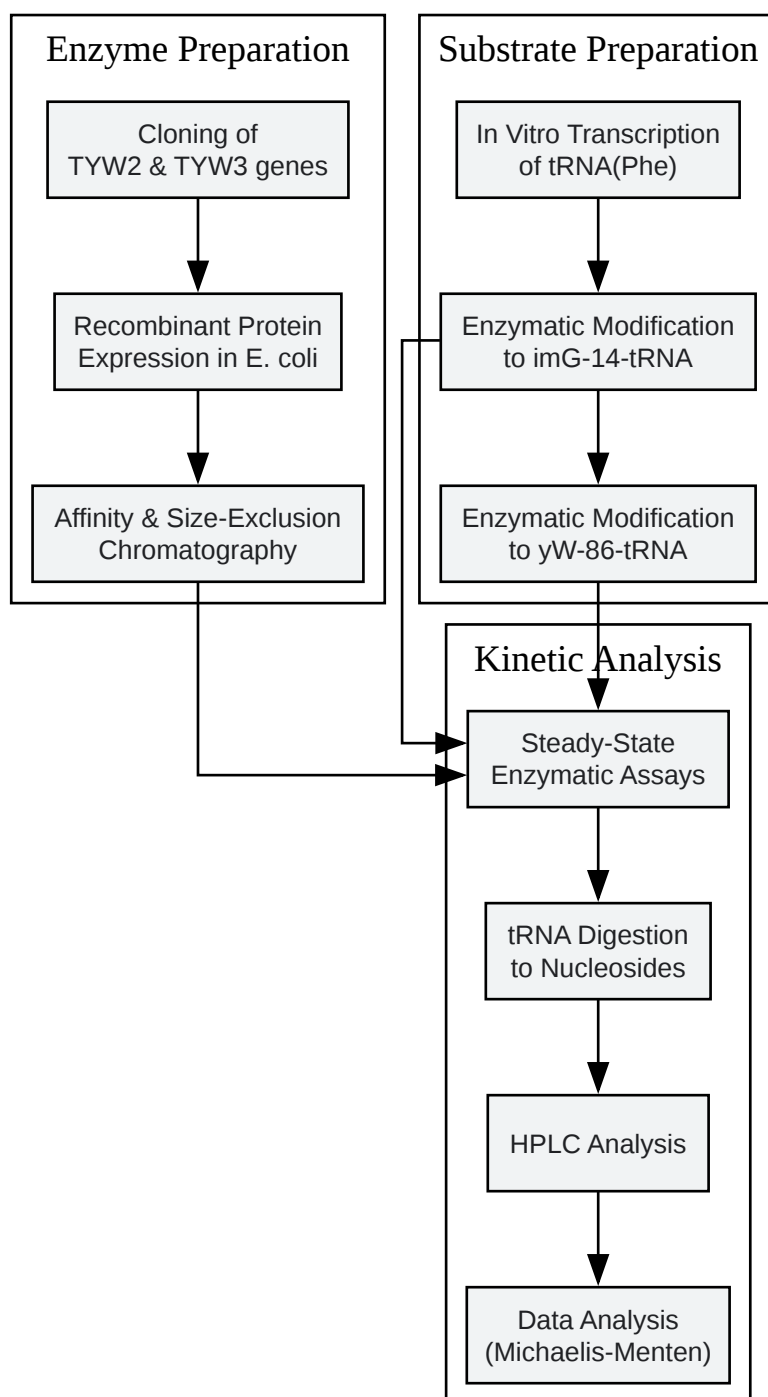 Enzyme Preparation
Cloning of
TYW2 & TYW3 genes
Recombinant Protein
Expression in E. coli
Affinity & Size-Exclusion
Chromatography
Substrate Preparation
In Vitro Transcription
of tRNA(Phe)
Enzymatic Modification
to imG-14-tRNA
Enzymatic Modification
to yW-86-tRNA
Kinetic Analysis
Steady-State
Enzymatic Assays
tRNA Digestion
to Nucleosides
HPLC Analysis
Data Analysis
(Michaelis-Menten)